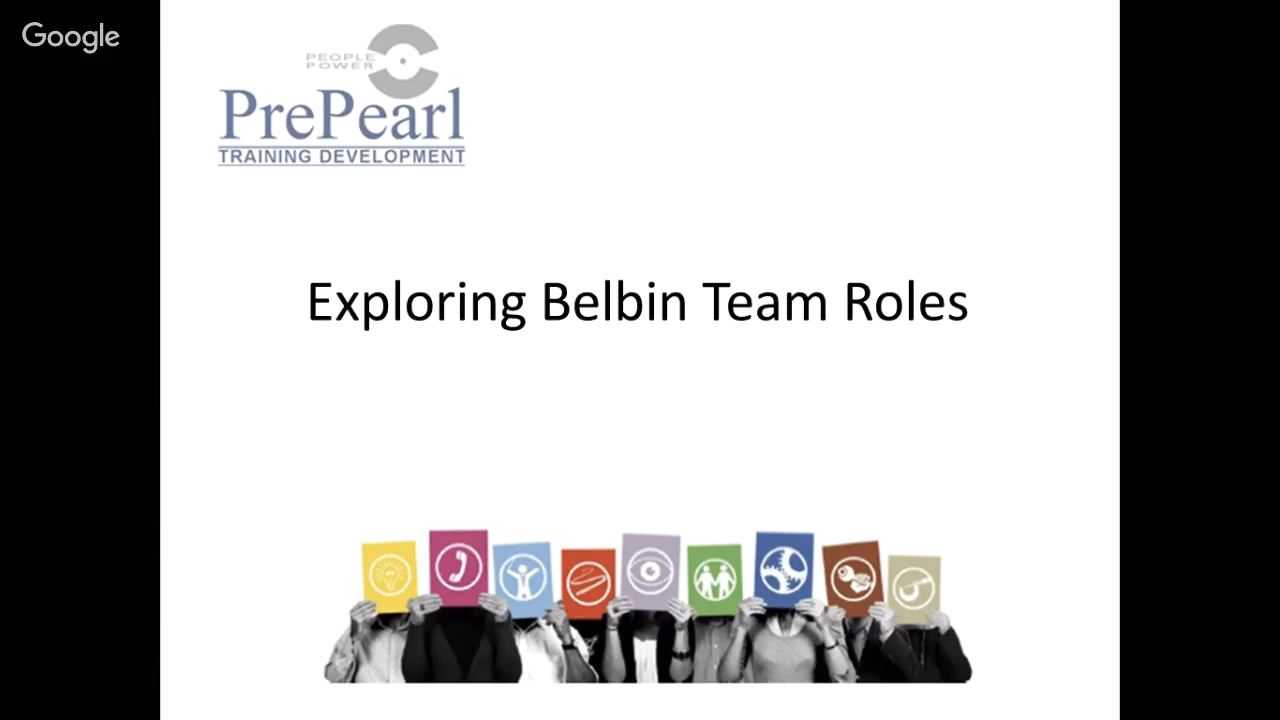 Google
PEOPLE
POWER
PrePearl
TRAINING DEVELOPMENT
Exploring Belbin Team Roles